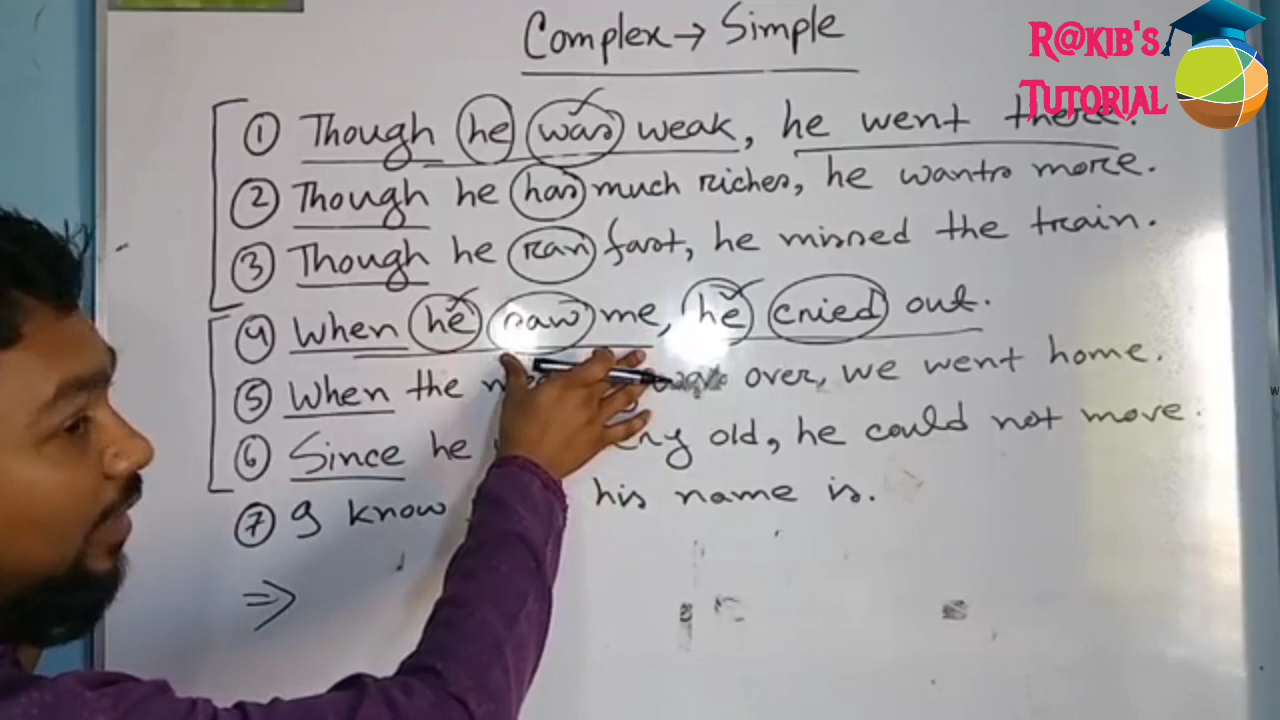 Complex → Simple
R@KIB'S
TUTORIAL
① Though he was weak, he went there.
② Though he has much riches, he wants more.
③ Though he ran fast, he missed the train.
④ When he saw me, he cried out.
⑤ When the over, we went home.
⑥ Since he old, he could not move.
⑦ I know his name is.
⇒